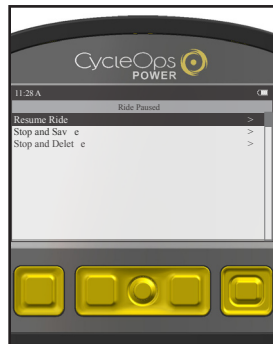 CycleOps
POWER
11:28 A
Ride Paused
Resume Ride >
Stop and Sav e >
Stop and Delet e >